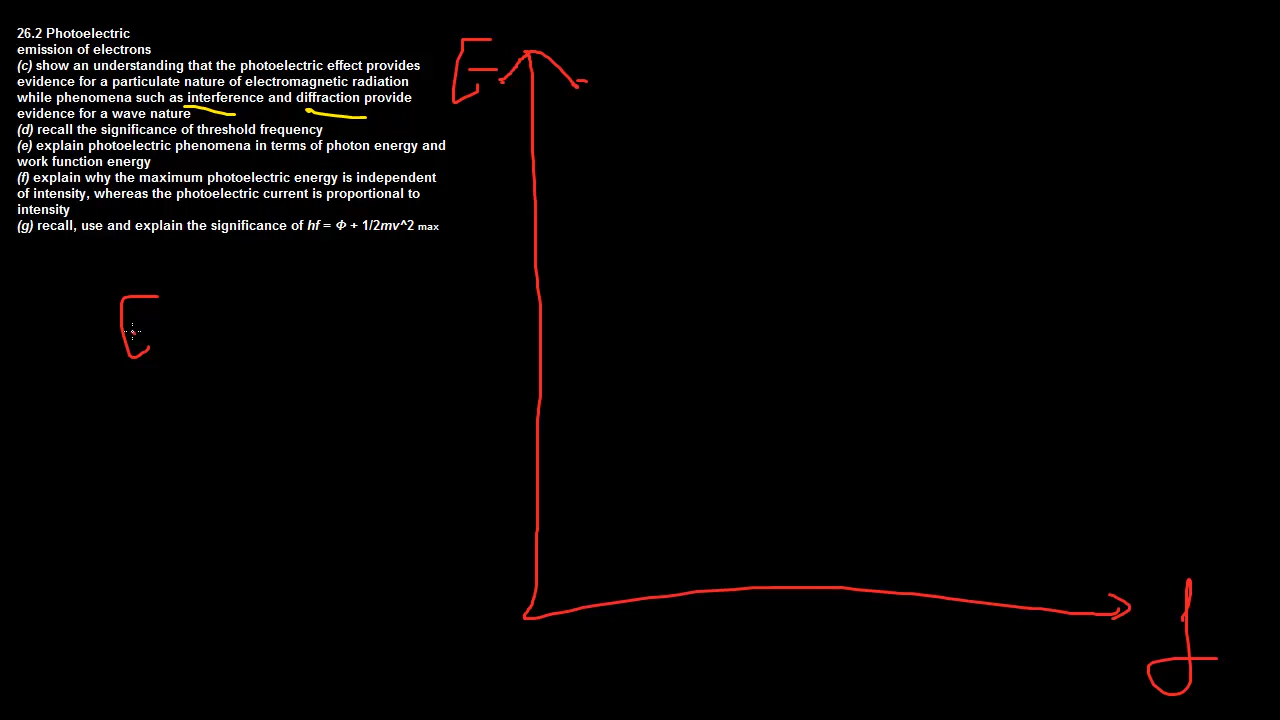 26.2 Photoelectric
emission of electrons
(c) show an understanding that the photoelectric effect provides
evidence for a particulate nature of electromagnetic radiation
while phenomena such as interference and diffraction provide
evidence for a wave nature
(d) recall the significance of threshold frequency
(e) explain photoelectric phenomena in terms of photon energy and
work function energy
(f) explain why the maximum photoelectric energy is independent
of intensity, whereas the photoelectric current is proportional to
intensity
(g) recall, use and explain the significance of hf = Φ + 1/2mv^2 max
E
f